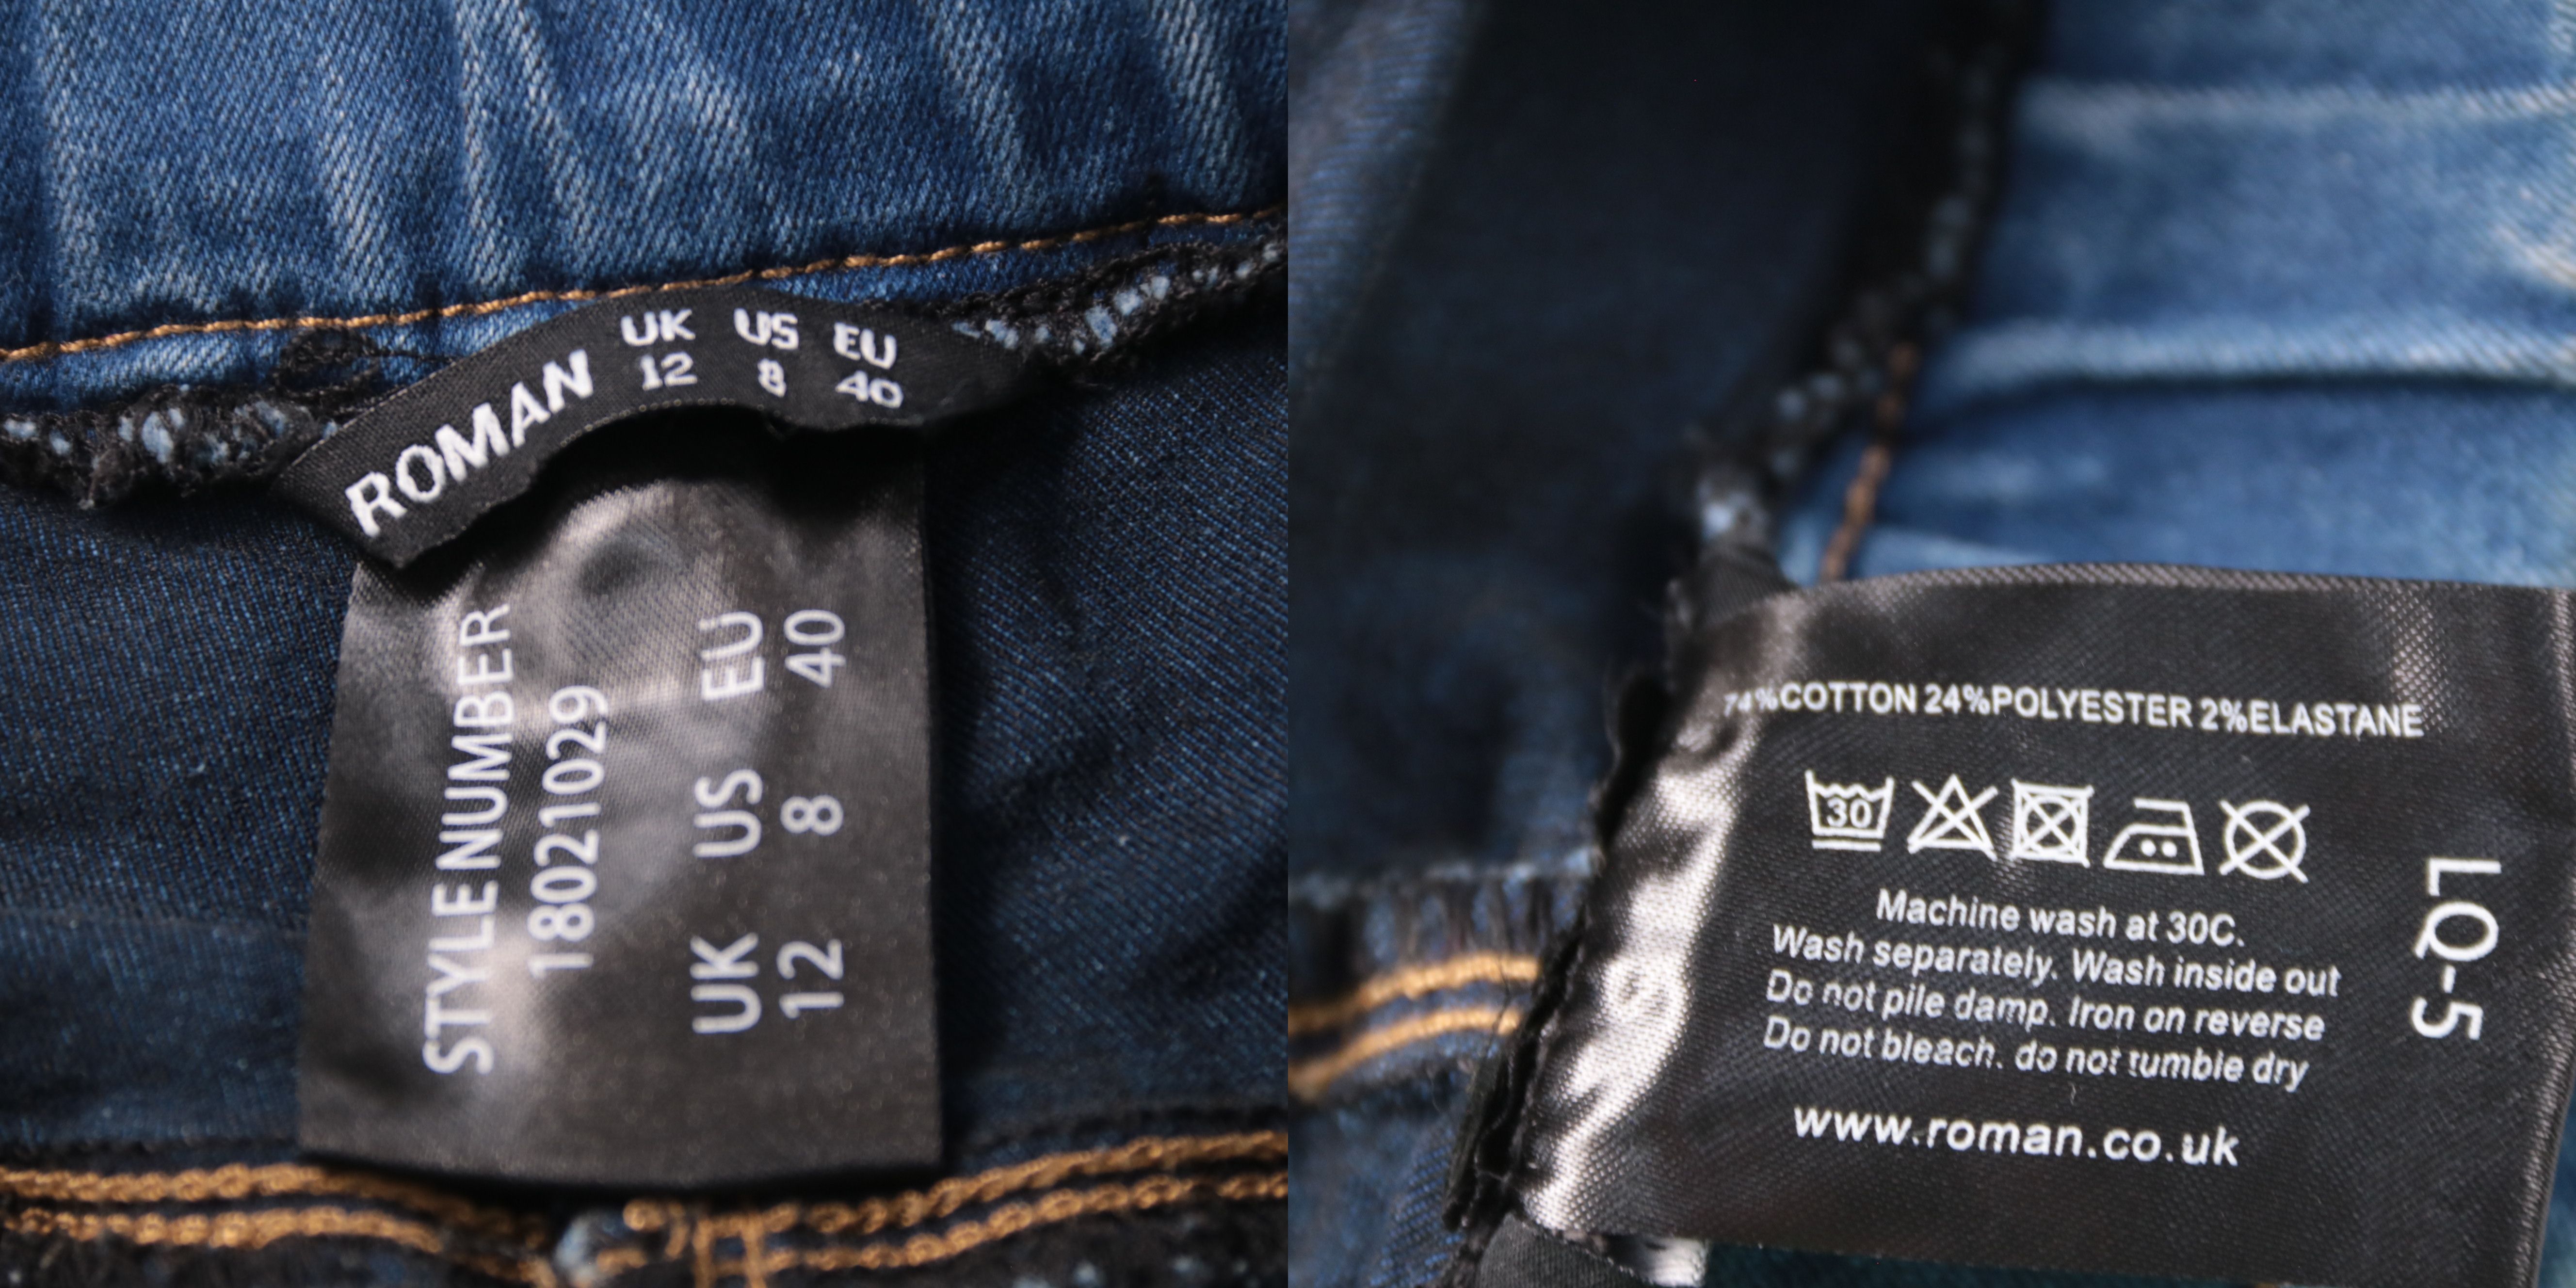 ROMAN
UK US EU
12 8 40
STYLE NUMBER
18021029
UK US EU
12 8 40
74%COTTON 24%POLYESTER 2%ELASTANE
30
Machine wash at 30C.
Wash separately. Wash inside out
Do not pile damp. Iron on reverse
Do not bleach. do not tumble dry
www.roman.co.uk
LQ-5